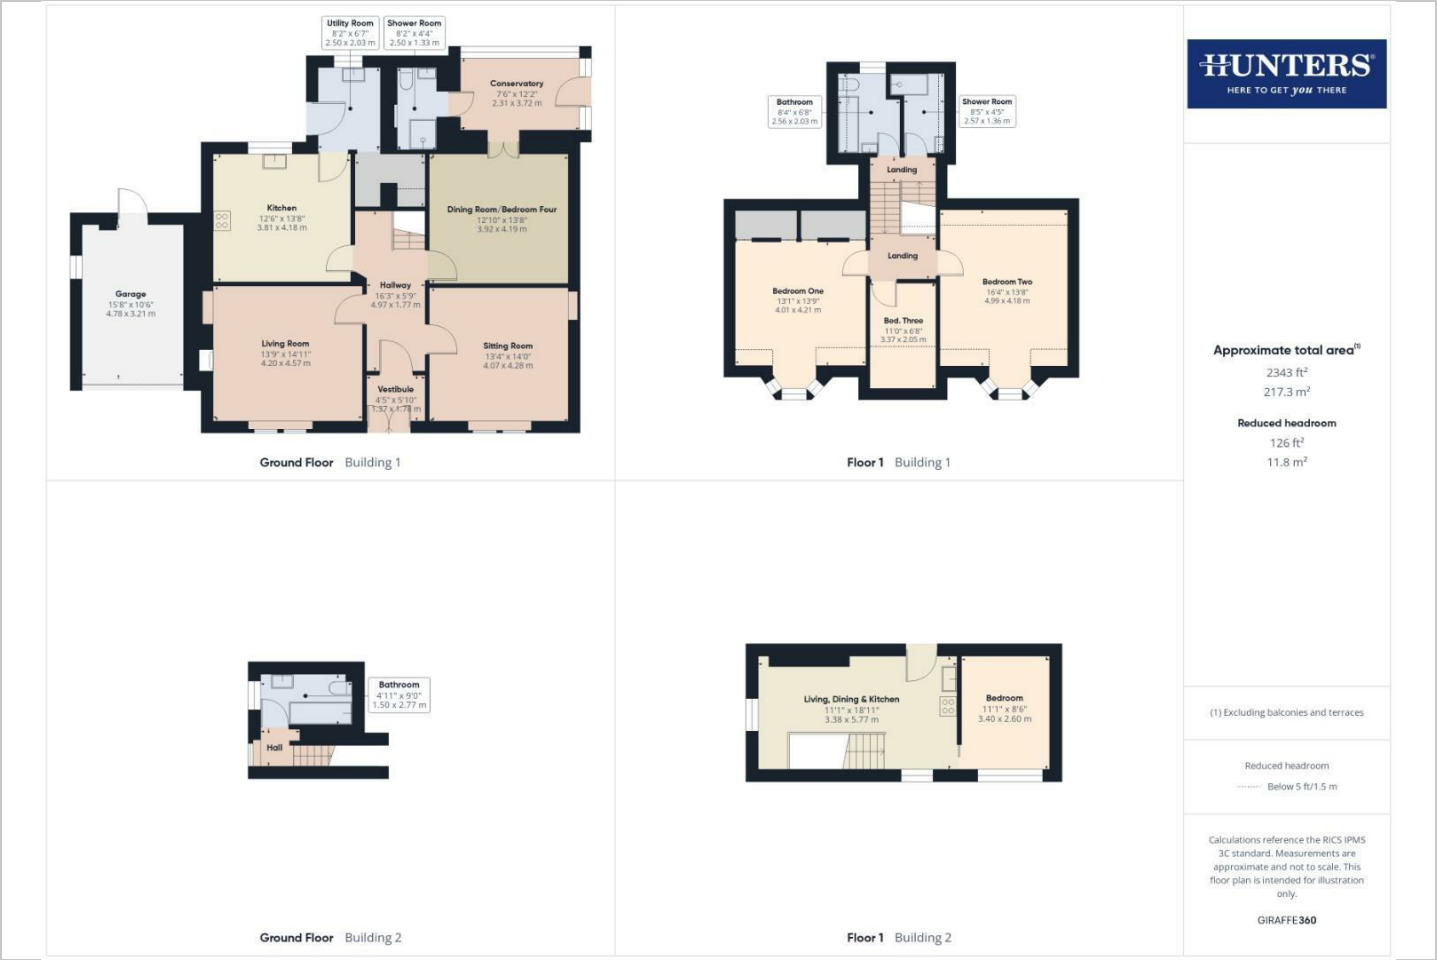 Utility Room
8'2" x 6'7"
2.50 x 2.03 m
Shower Room
8'2" x 4'4"
2.50 x 1.33 m
Conservatory
7'6" x 12'2"
2.31 x 3.72 m
Kitchen
12'6" x 13'8"
3.81 x 4.18 m
Dining Room/Bedroom Four
12'10" x 13'8"
3.92 x 4.19 m
Garage
15'8" x 10'6"
4.78 x 3.21 m
Hallway
16'3" x 5'9"
4.97 x 1.77 m
Living Room
13'9" x 14'11"
4.20 x 4.57 m
Sitting Room
13'4" x 14'0"
4.07 x 4.28 m
Vestibule
4'5" x 5'10"
1.37 x 1.78 m
Ground Floor Building 1
Bathroom
8'4" x 6'8"
2.56 x 2.03 m
Shower Room
8'5" x 4'5"
2.57 x 1.36 m
Landing
Landing
Bedroom One
13'1" x 13'9"
4.01 x 4.21 m
Bedroom Two
16'4" x 13'8"
4.99 x 4.18 m
Bed. Three
11'0" x 6'8"
3.37 x 2.05 m
Floor 1 Building 1
Bathroom
4'11" x 9'0"
1.50 x 2.77 m
Hall
Ground Floor Building 2
Living, Dining & Kitchen
11'1" x 18'11"
3.38 x 5.77 m
Bedroom
11'1" x 8'6"
3.40 x 2.60 m
Floor 1 Building 2
HUNTERS®
HERE TO GET you THERE
Approximate total area(1)
2343 ft²
217.3 m²
Reduced headroom
126 ft²
11.8 m²
(1) Excluding balconies and terraces
Reduced headroom
Below 5 ft/1.5 m
Calculations reference the RICS IPMS
3C standard. Measurements are
approximate and not to scale. This
floor plan is intended for illustration
only.
GIRAFFE360